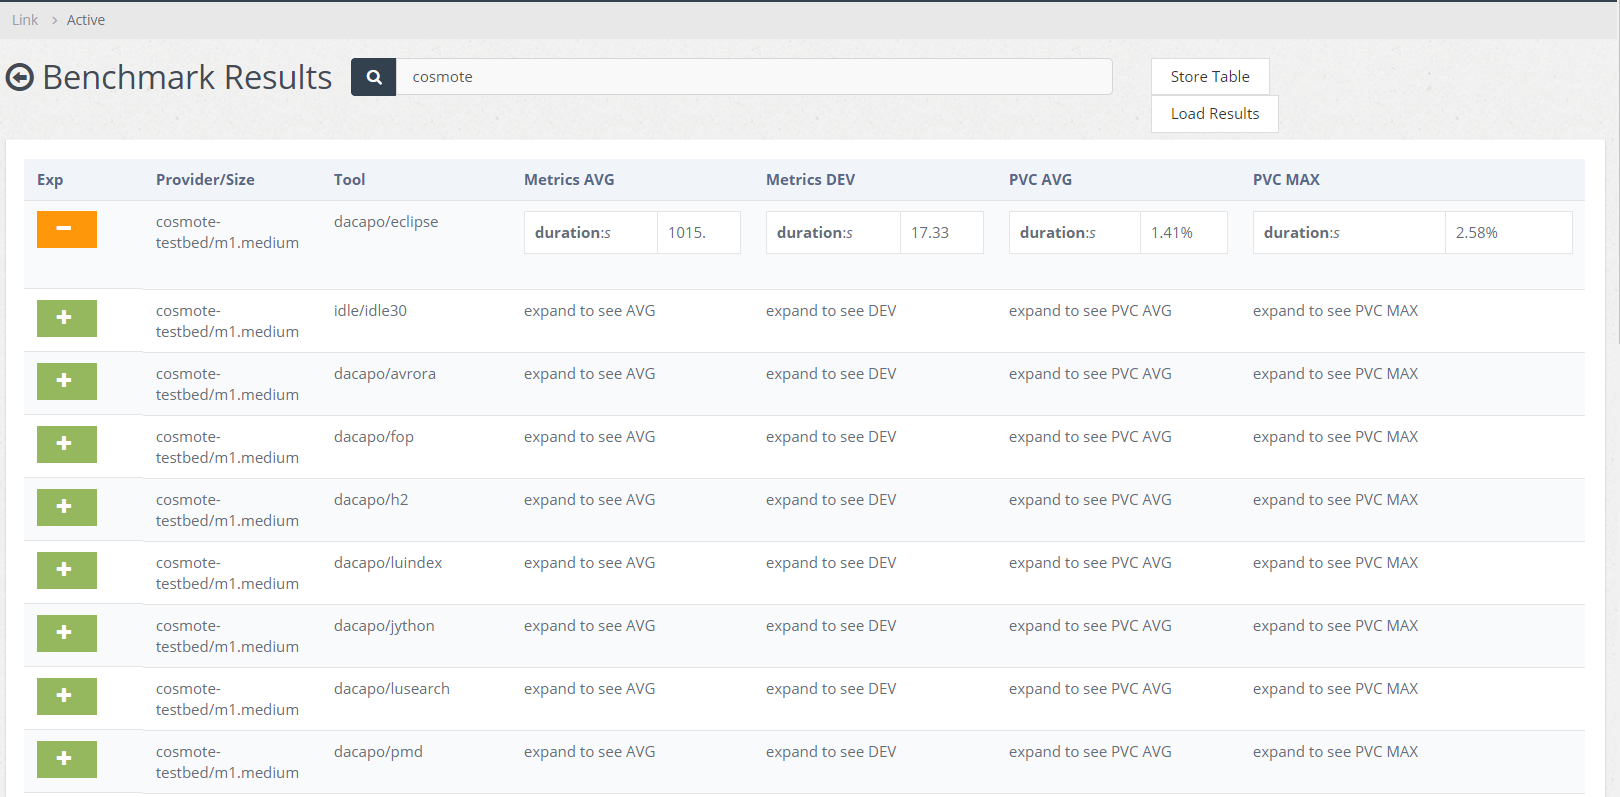 Link > Active
Benchmark Results
cosmote
Store Table
Load Results
Exp Provider/Size Tool Metrics AVG Metrics DEV PVC AVG PVC MAX
cosmote- dacapo/eclipse duration:s 1015. duration:s 17.33 duration:s 1.41% duration:s 2.58%
testbed/m1.medium
cosmote- idle/idle30 expand to see AVG expand to see DEV expand to see PVC AVG expand to see PVC MAX
testbed/m1.medium
cosmote- dacapo/avrora expand to see AVG expand to see DEV expand to see PVC AVG expand to see PVC MAX
testbed/m1.medium
cosmote- dacapo/fop expand to see AVG expand to see DEV expand to see PVC AVG expand to see PVC MAX
testbed/m1.medium
cosmote- dacapo/h2 expand to see AVG expand to see DEV expand to see PVC AVG expand to see PVC MAX
testbed/m1.medium
cosmote- dacapo/luindex expand to see AVG expand to see DEV expand to see PVC AVG expand to see PVC MAX
testbed/m1.medium
cosmote- dacapo/jython expand to see AVG expand to see DEV expand to see PVC AVG expand to see PVC MAX
testbed/m1.medium
cosmote- dacapo/lusearch expand to see AVG expand to see DEV expand to see PVC AVG expand to see PVC MAX
testbed/m1.medium
cosmote- dacapo/pmd expand to see AVG expand to see DEV expand to see PVC AVG expand to see PVC MAX
testbed/m1.medium